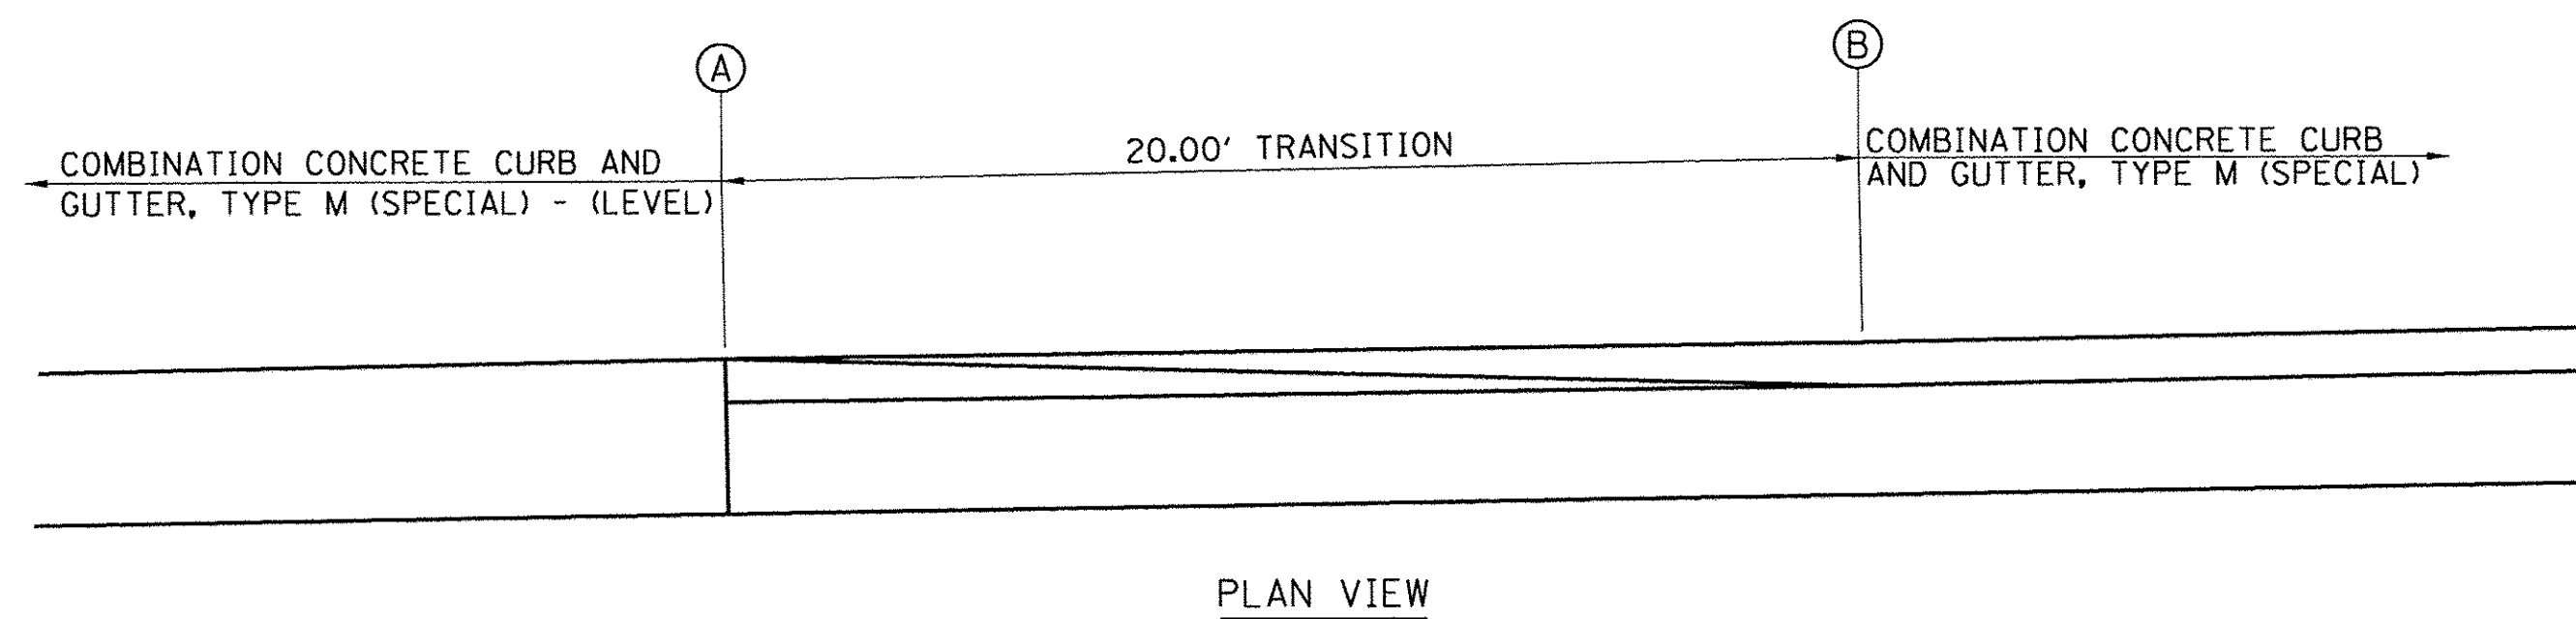 A
B
COMBINATION CONCRETE CURB AND
GUTTER, TYPE M (SPECIAL) - (LEVEL)
20.00' TRANSITION
COMBINATION CONCRETE CURB
AND GUTTER, TYPE M (SPECIAL)
PLAN VIEW